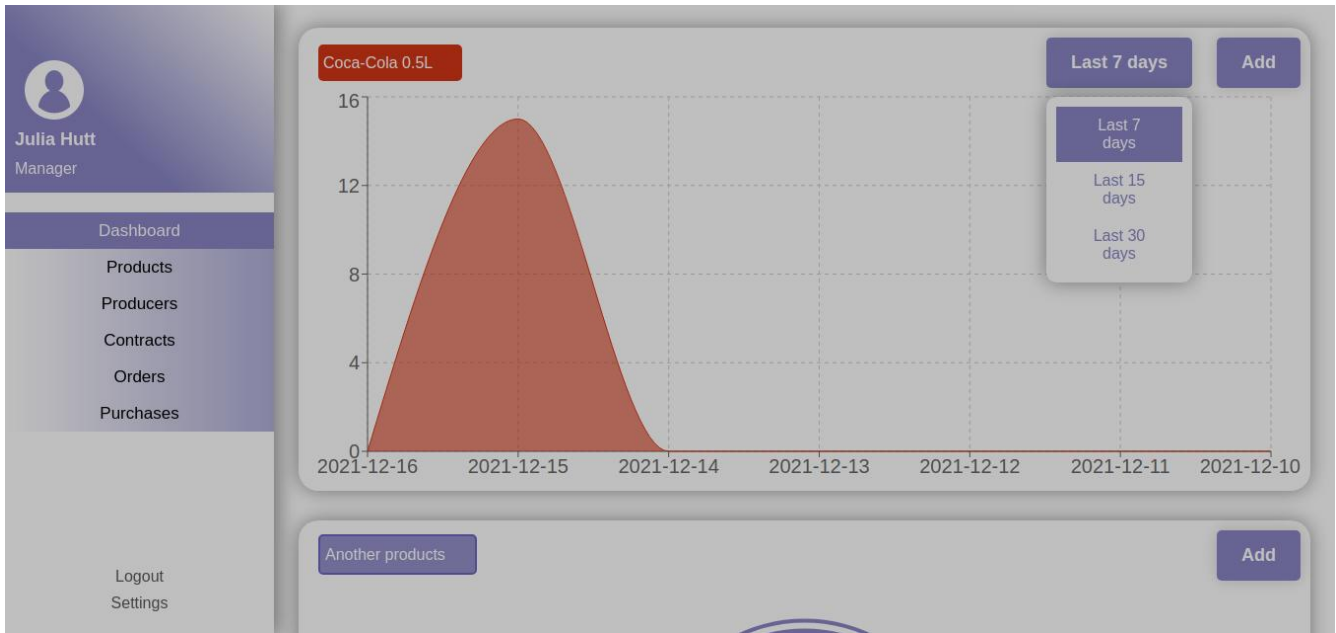 Julia Hutt
Manager
Dashboard
Products
Producers
Contracts
Orders
Purchases
Logout
Settings
Coca-Cola 0.5L
Last 7 days
Add
Last 7
days
Last 15
days
Last 30
days
16
12
8
4
0
2021-12-16 2021-12-15 2021-12-14 2021-12-13 2021-12-12 2021-12-11 2021-12-10
Another products
Add